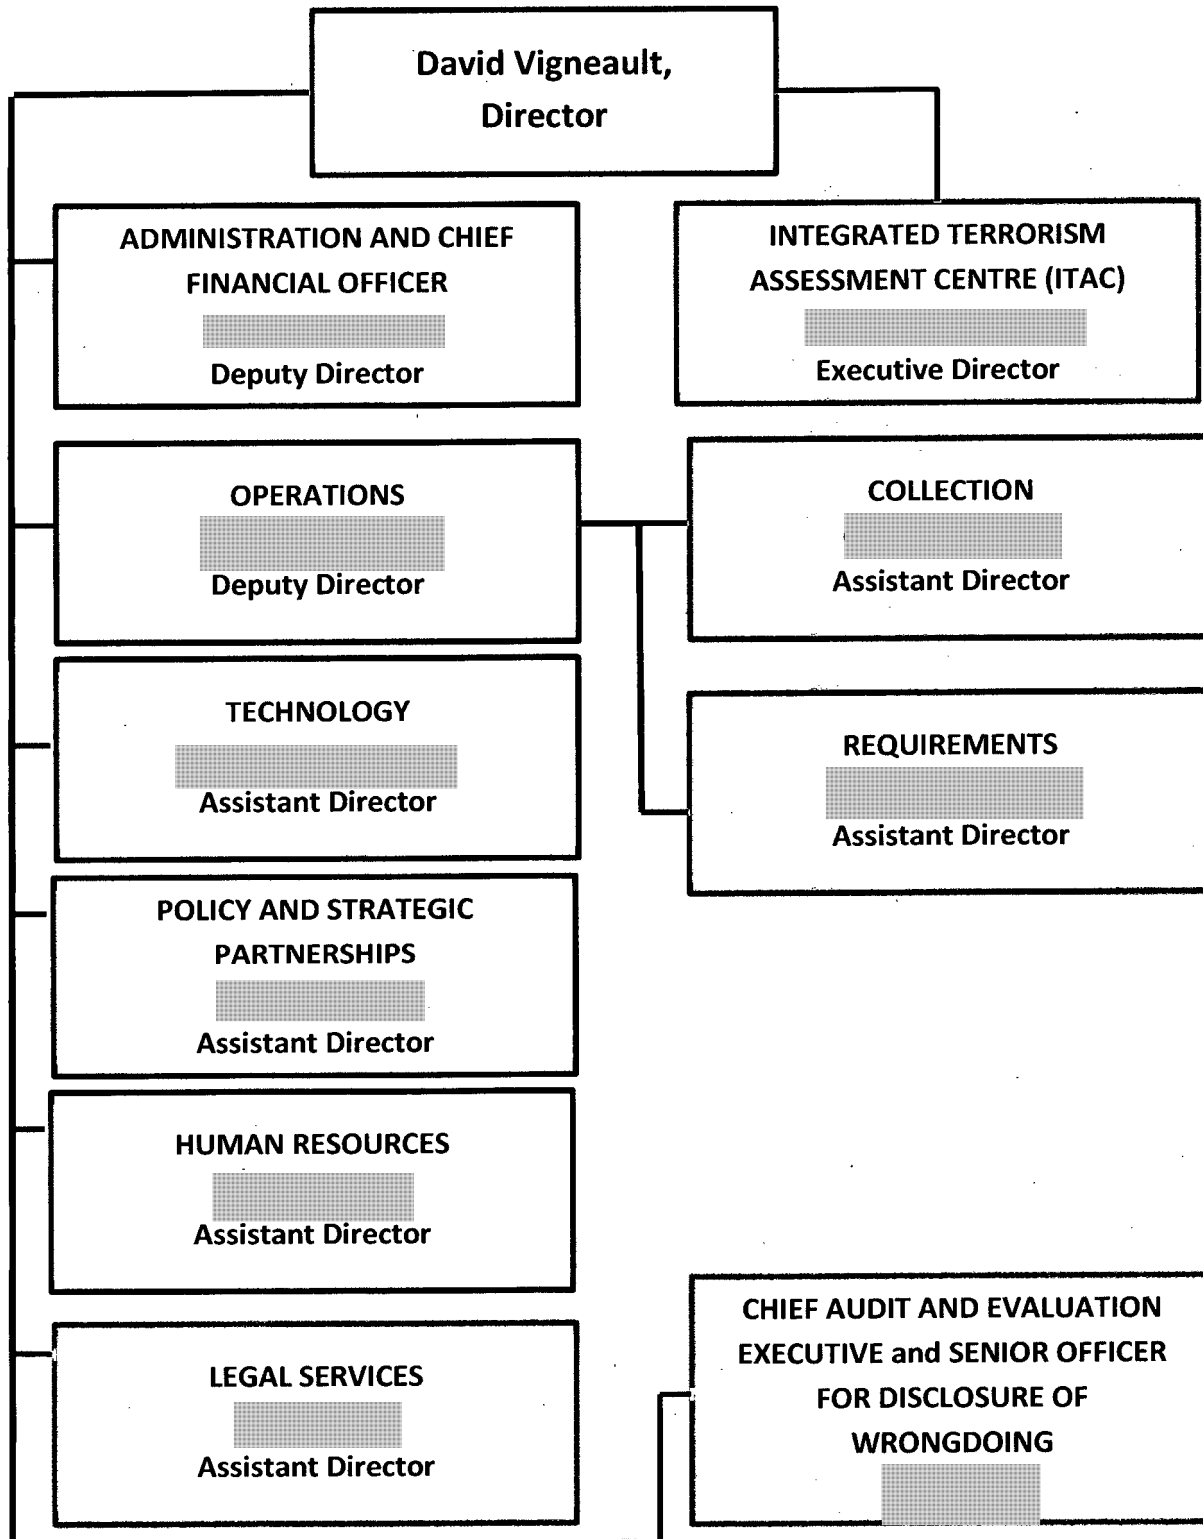 David Vigneault,
Director
ADMINISTRATION AND CHIEF
FINANCIAL OFFICER
Deputy Director
INTEGRATED TERRORISM
ASSESSMENT CENTRE (ITAC)
Executive Director
OPERATIONS
Deputy Director
COLLECTION
Assistant Director
TECHNOLOGY
Assistant Director
REQUIREMENTS
Assistant Director
POLICY AND STRATEGIC
PARTNERSHIPS
Assistant Director
HUMAN RESOURCES
Assistant Director
LEGAL SERVICES
Assistant Director
CHIEF AUDIT AND EVALUATION
EXECUTIVE and SENIOR OFFICER
FOR DISCLOSURE OF
WRONGDOING